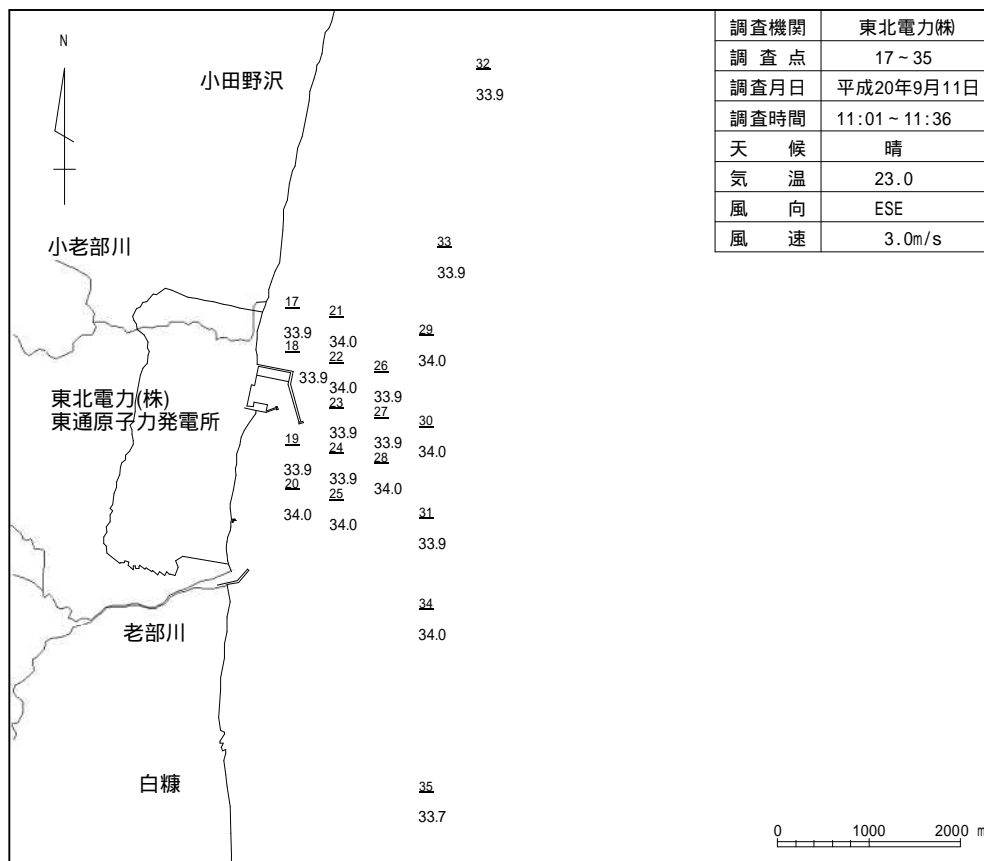 N
小田野沢
小老部川
東北電力(株)
東通原子力発電所
老部川
白糠
調査機関 東北電力㈱
調査点 17~35
調査月日 平成20年9月11日
調査時間 11:01~11:36
天候 晴
気温 23.0
風向 ESE
風速 3.0m/s
32
33.9
33
33.9
17
33.9
21
34.0
29
34.0
18
33.9
22
34.0
26
33.9
23
33.9
27
33.9
30
34.0
19
33.9
24
33.9
28
34.0
20
34.0
25
34.0
31
33.9
34
34.0
35
33.7
0 1000 2000 m